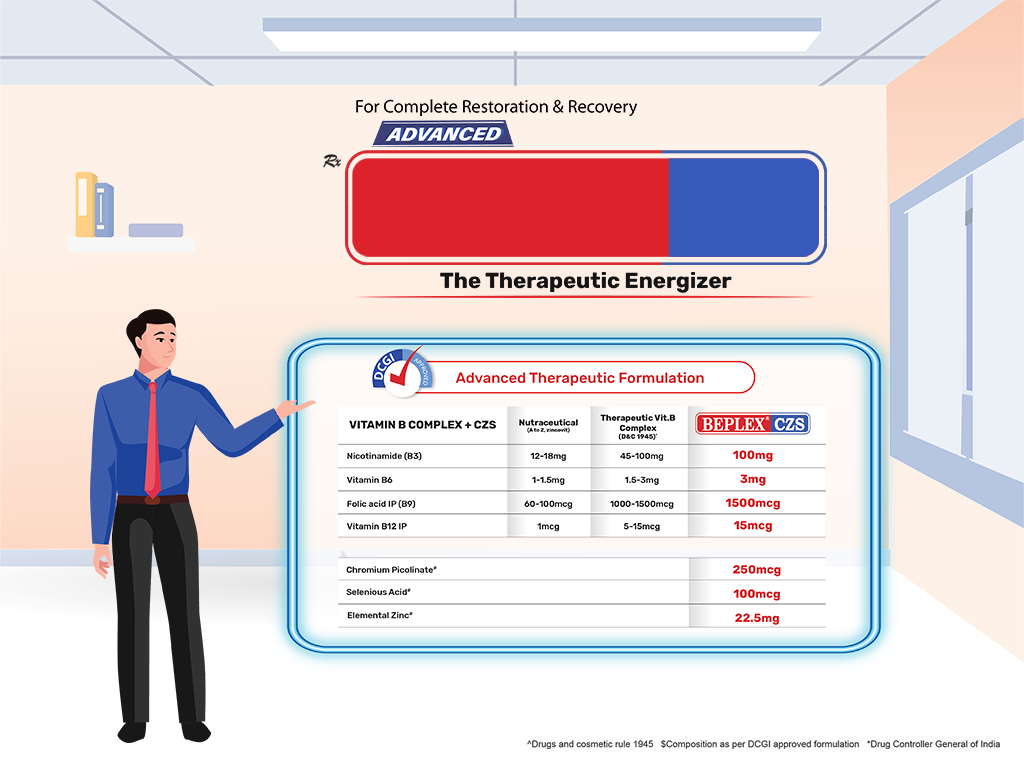 For Complete Restoration & Recovery
ADVANCED
Rx
The Therapeutic Energizer
DCGI APPROVED
Advanced Therapeutic Formulation
VITAMIN B COMPLEX + CZS
Nutraceutical
(A to Z, zincovit)
Therapeutic Vit.B
Complex
(D&C 1945)^
BEPLEX® CZS
Nicotinamide (B3) 12-18mg 45-100mg 100mg
Vitamin B6 1-1.5mg 1.5-3mg 3mg
Folic acid IP (B9) 60-100mcg 1000-1500mcg 1500mcg
Vitamin B12 IP 1mcg 5-15mcg 15mcg
Chromium Picolinate# 250mcg
Selenious Acid# 100mcg
Elemental Zinc# 22.5mg
^Drugs and cosmetic rule 1945 $Composition as per DCGI approved formulation *Drug Controller General of India